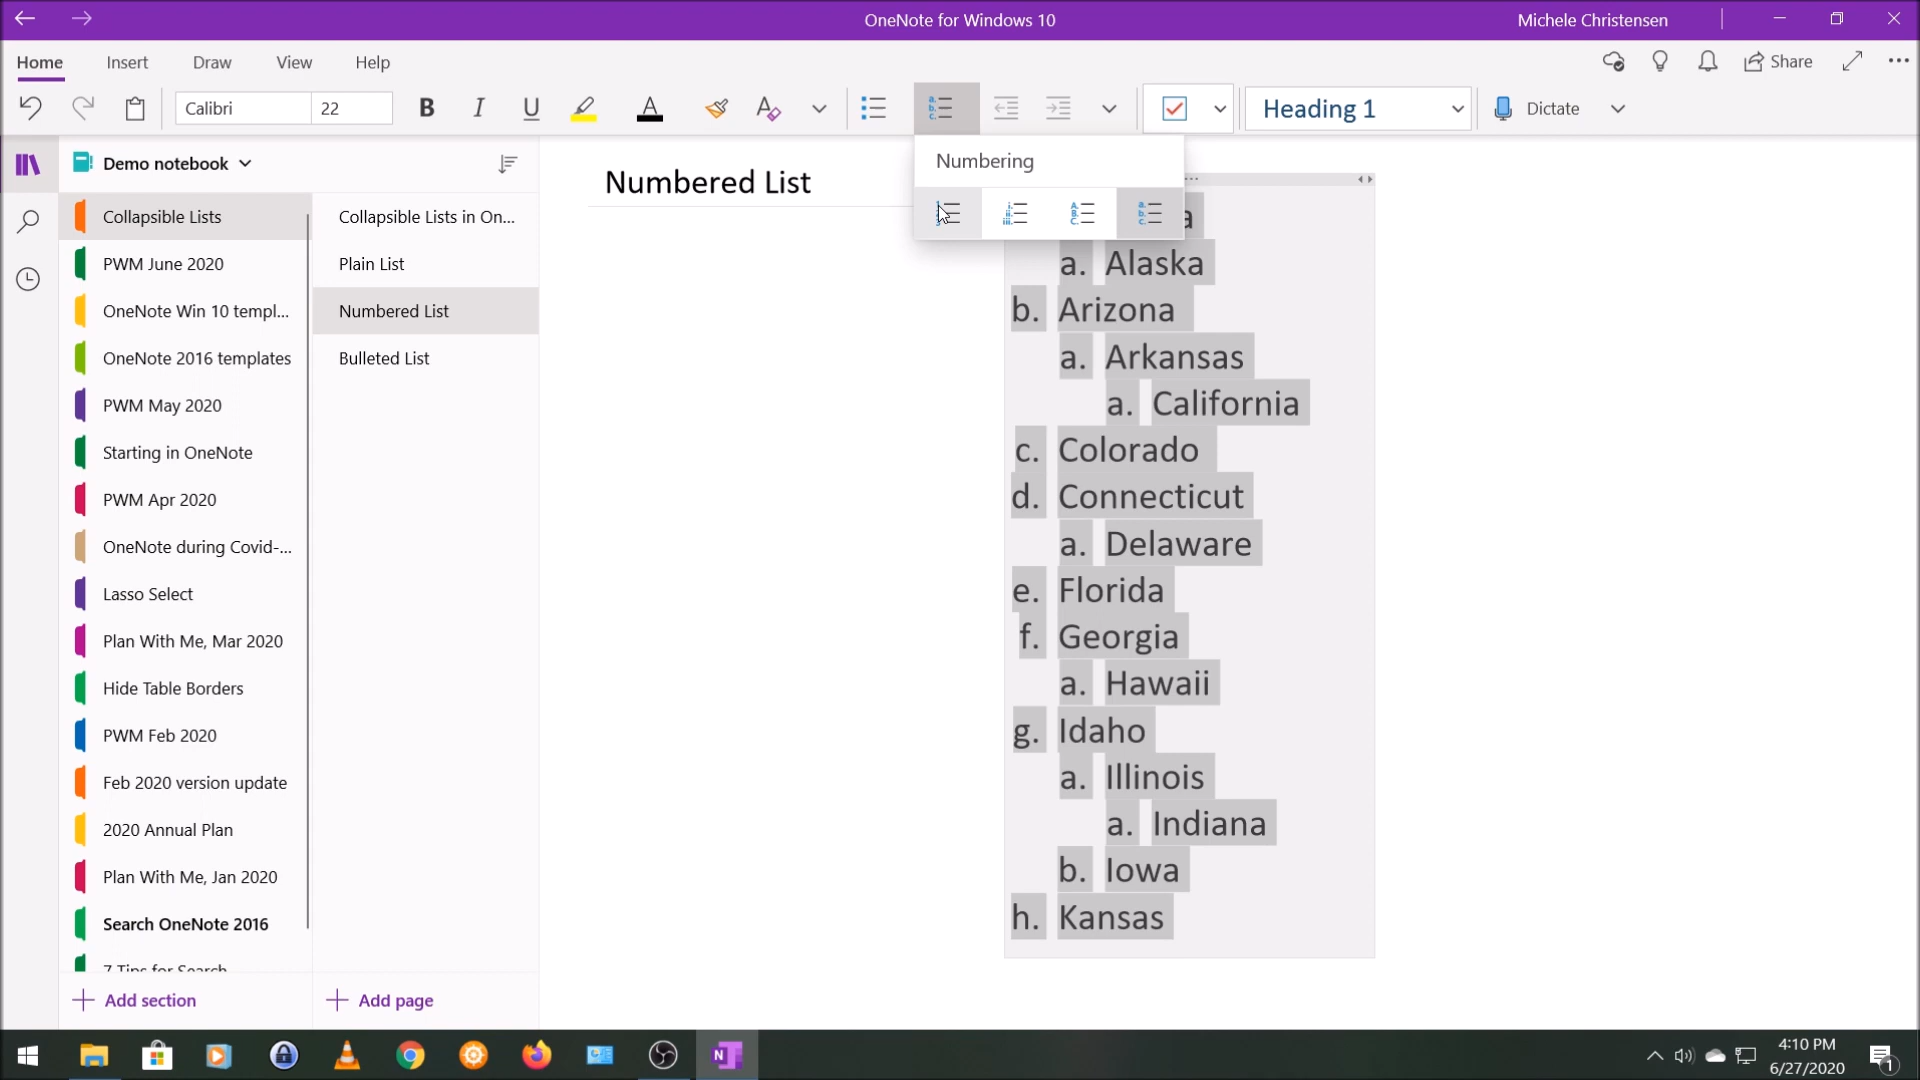 OneNote for Windows 10
Michele Christensen
Home Insert Draw View Help
Share
Calibri 22 B I U A A Heading 1 Dictate
Demo notebook
Collapsible Lists
PWM June 2020
OneNote Win 10 templ...
OneNote 2016 templates
PWM May 2020
Starting in OneNote
PWM Apr 2020
OneNote during Covid-...
Lasso Select
Plan With Me, Mar 2020
Hide Table Borders
PWM Feb 2020
Feb 2020 version update
2020 Annual Plan
Plan With Me, Jan 2020
Search OneNote 2016
7 Tips for Search
Add section
Collapsible Lists in On...
Plain List
Numbered List
Bulleted List
Add page
Numbered List
Numbering
a
a. Alaska
b. Arizona
a. Arkansas
a. California
c. Colorado
d. Connecticut
a. Delaware
e. Florida
f. Georgia
a. Hawaii
g. Idaho
a. Illinois
a. Indiana
b. Iowa
h. Kansas
4:10 PM
6/27/2020
1